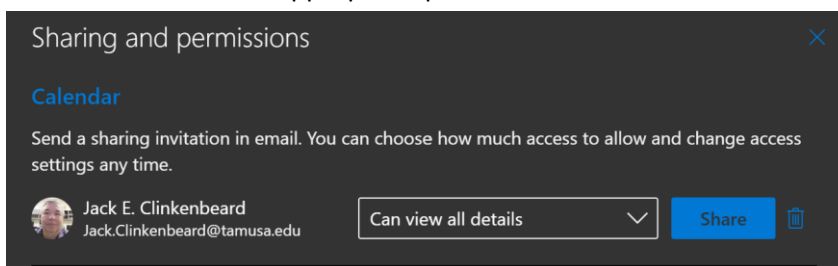 Sharing and permissions
Calendar
Send a sharing invitation in email. You can choose how much access to allow and change access
settings any time.
Jack E. Clinkenbeard
Jack.Clinkenbeard@tamusa.edu
Can view all details
Share